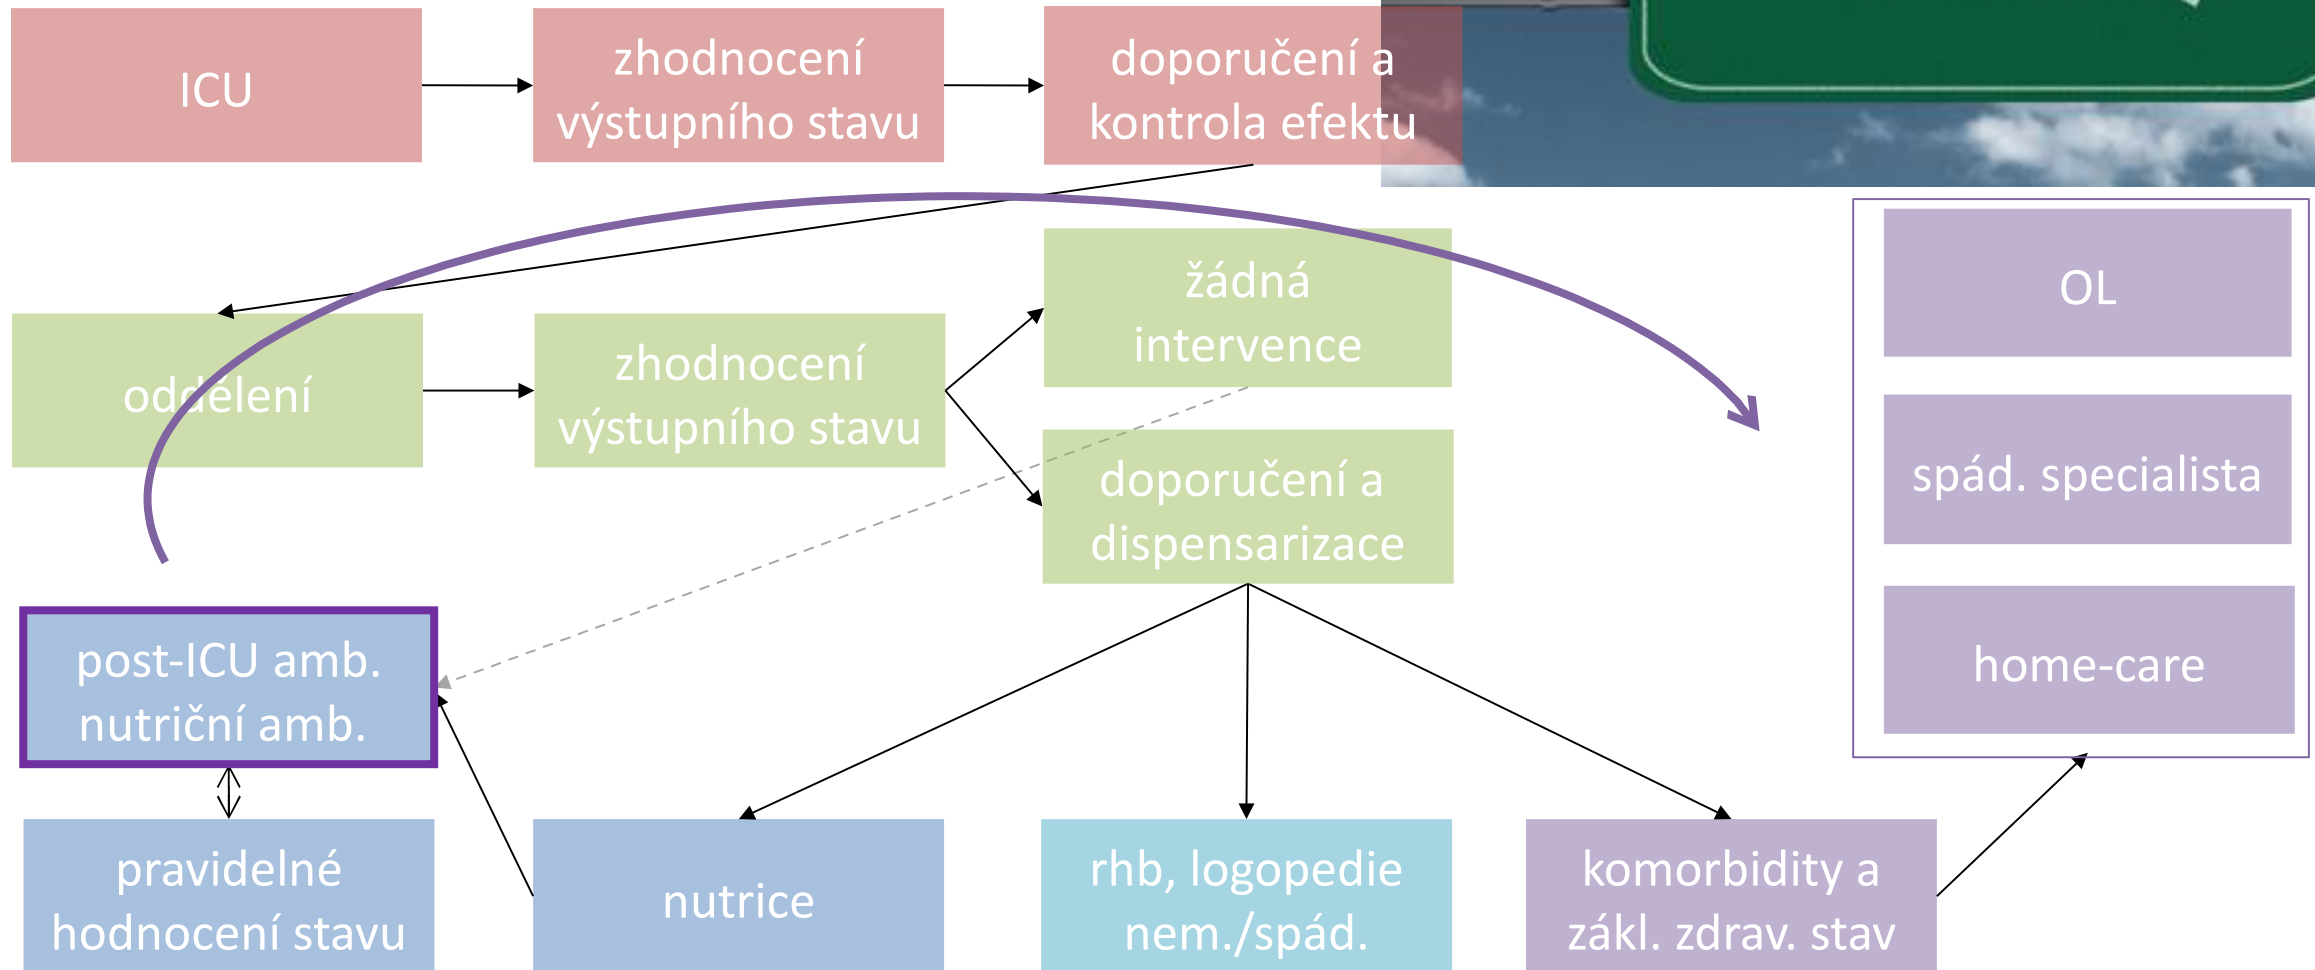 ICU
zhodnocení
výstupního stavu
doporučení a
kontrola efektu
oddělení
zhodnocení
výstupního stavu
žádná
intervence
doporučení a
dispensarizace
OL
spád. specialista
home-care
post-ICU amb.
nutriční amb.
pravidelné
hodnocení stavu
nutrice
rhb, logopedie
nem./spád.
komorbidity a
zákl. zdrav. stav